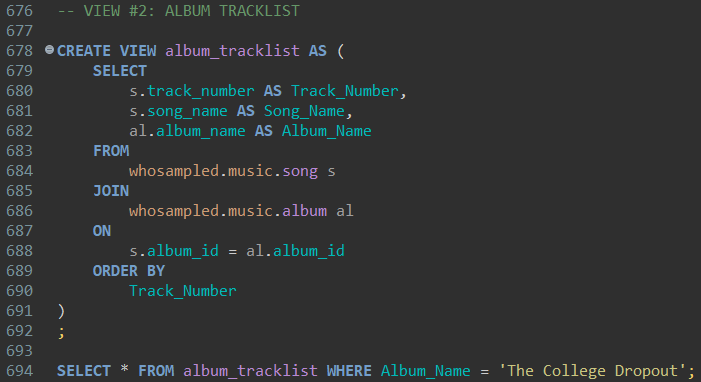 676 -- VIEW #2: ALBUM TRACKLIST
677
678 CREATE VIEW album_tracklist AS (
679 SELECT
680 s.track_number AS Track_Number,
681 s.song_name AS Song_Name,
682 al.album_name AS Album_Name
683 FROM
684 whosampled.music.song s
685 JOIN
686 whosampled.music.album al
687 ON
688 s.album_id = al.album_id
689 ORDER BY
690 Track_Number
691 )
692 ;
693
694 SELECT * FROM album_tracklist WHERE Album_Name = 'The College Dropout';